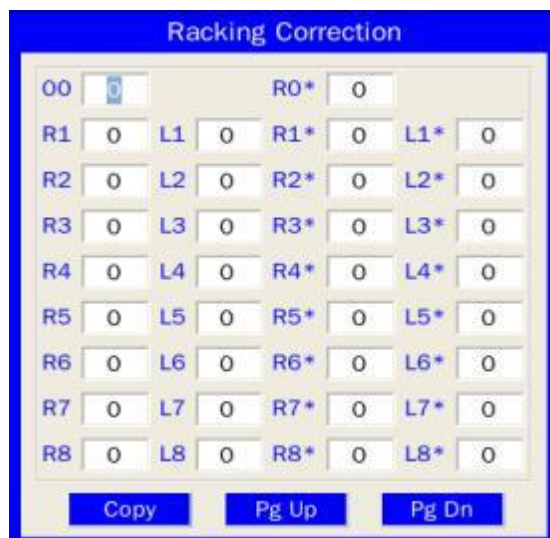 Racking Correction
00 0 R0* 0
R1 0 L1 0 R1* 0 L1* 0
R2 0 L2 0 R2* 0 L2* 0
R3 0 L3 0 R3* 0 L3* 0
R4 0 L4 0 R4* 0 L4* 0
R5 0 L5 0 R5* 0 L5* 0
R6 0 L6 0 R6* 0 L6* 0
R7 0 L7 0 R7* 0 L7* 0
R8 0 L8 0 R8* 0 L8* 0
Copy Pg Up Pg Dn